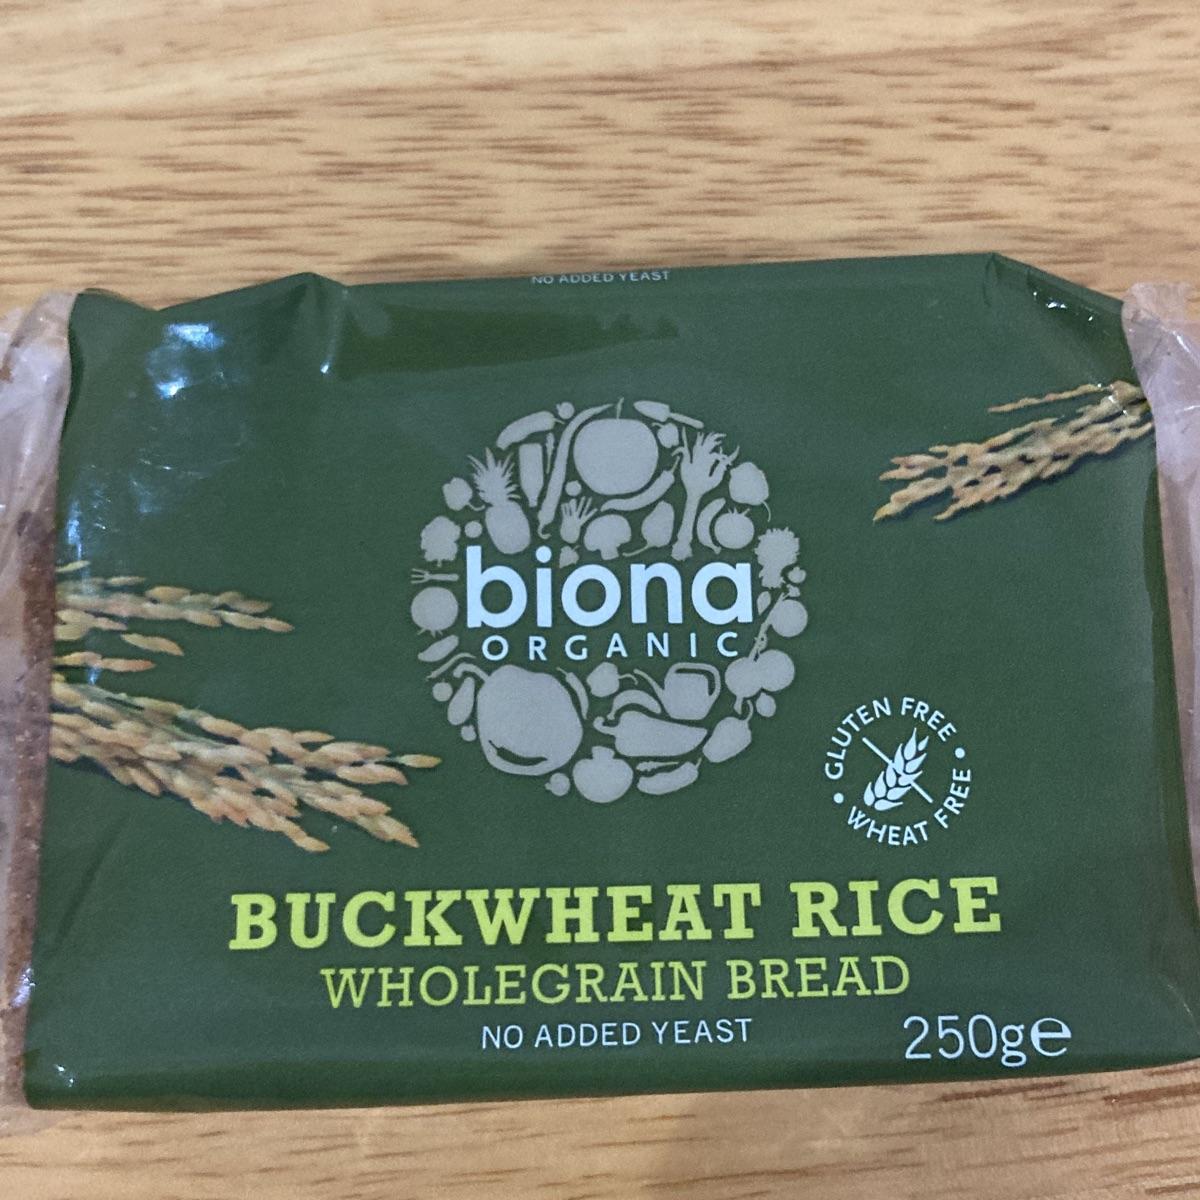 NO ADDED YEAST
biona
ORGANIC
GLUTEN FREE •
WHEAT FREE •
BUCKWHEAT RICE
WHOLEGRAIN BREAD
NO ADDED YEAST
250g℮